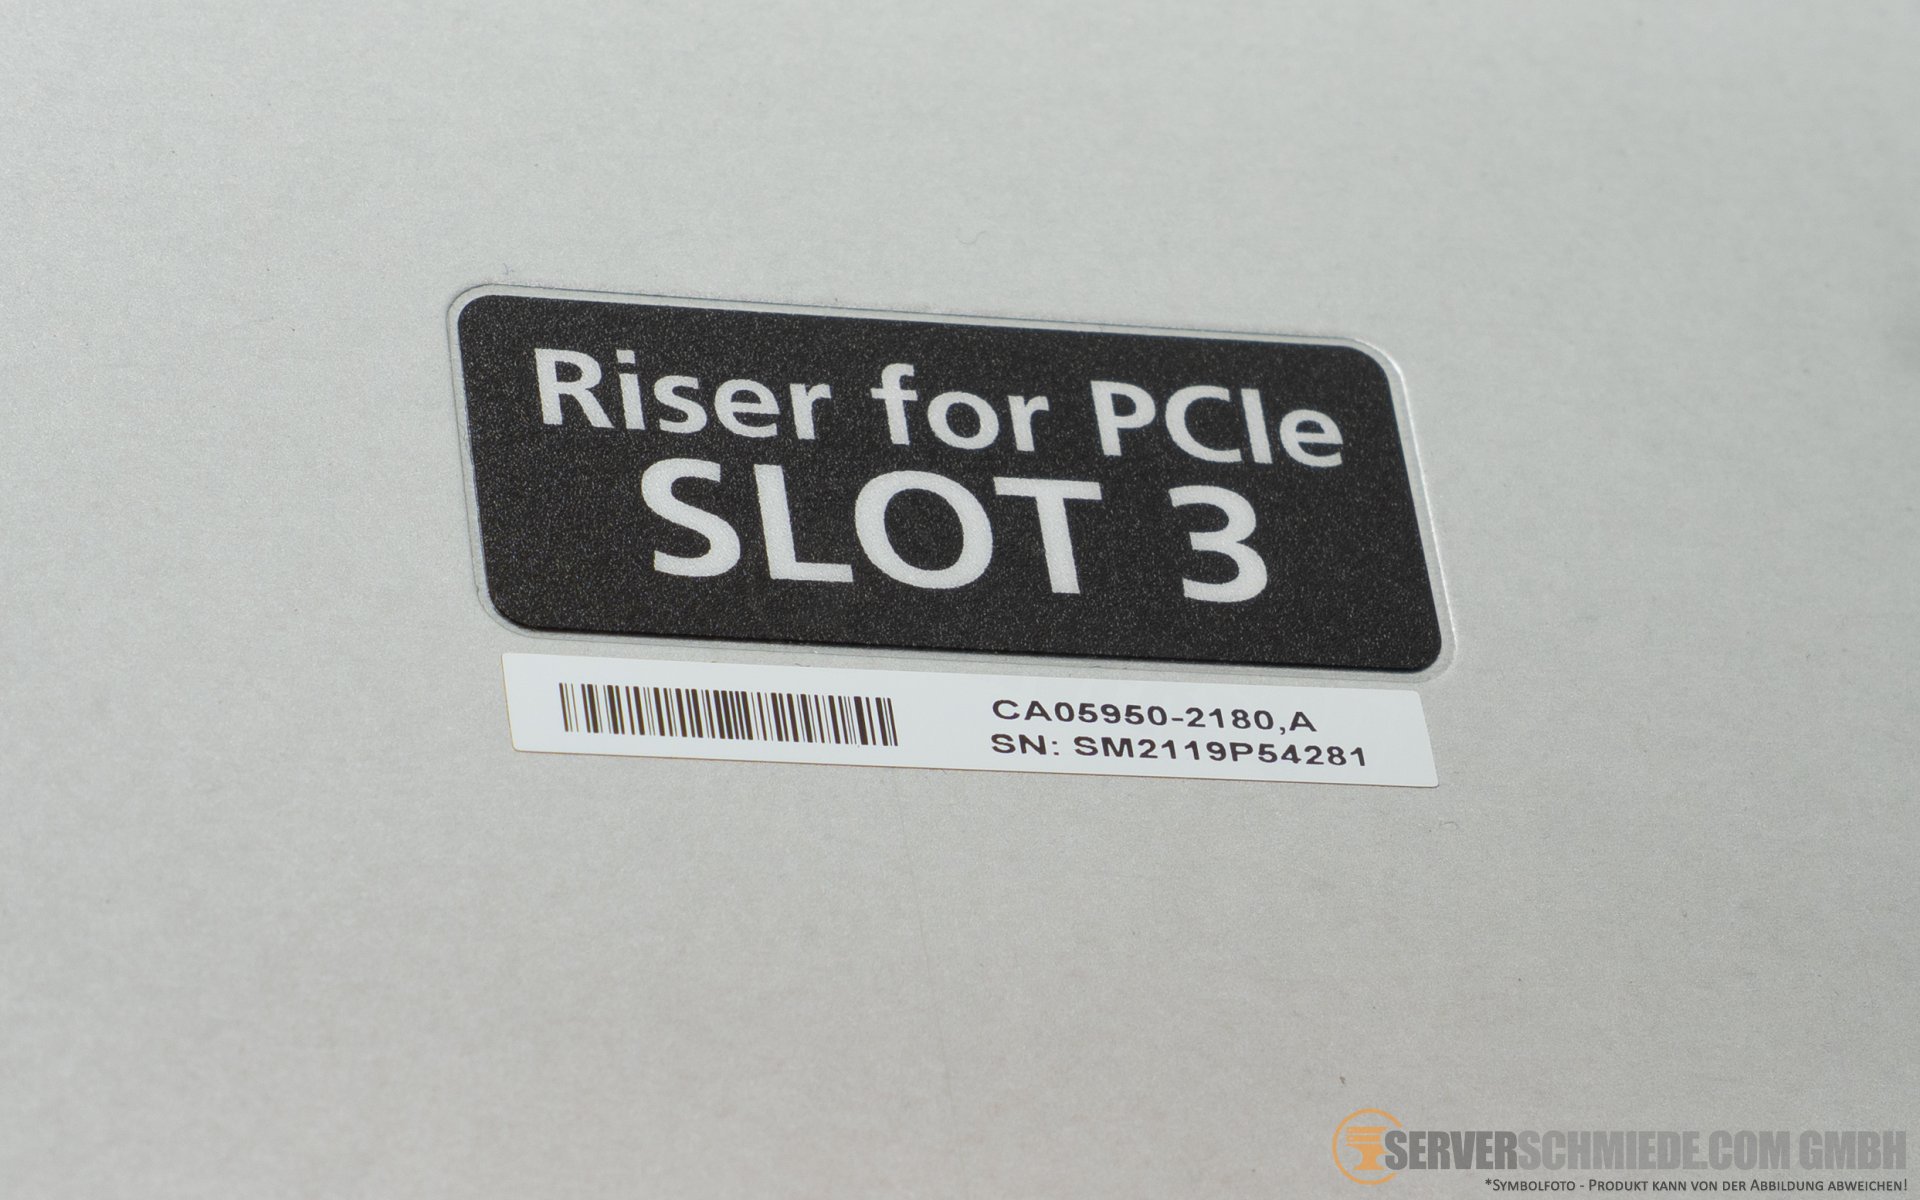 Riser for PCIe
SLOT 3
CA05950-2180,A
SN: SM2119P54281
SERVERSCHMIEDE.COM GMBH
*Symbolfoto - Produkt kann von der Abbildung abweichen!